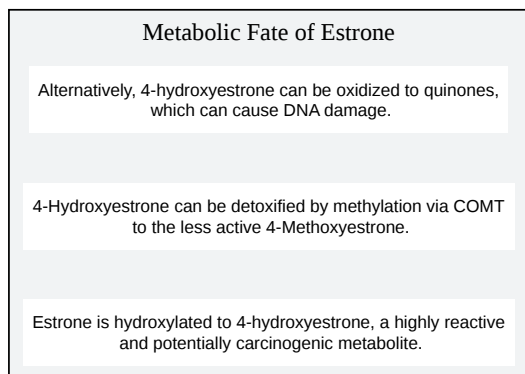 Metabolic Fate of Estrone
Alternatively, 4-hydroxyestrone can be oxidized to quinones,
which can cause DNA damage.
4-Hydroxyestrone can be detoxified by methylation via COMT
to the less active 4-Methoxyestrone.
Estrone is hydroxylated to 4-hydroxyestrone, a highly reactive
and potentially carcinogenic metabolite.